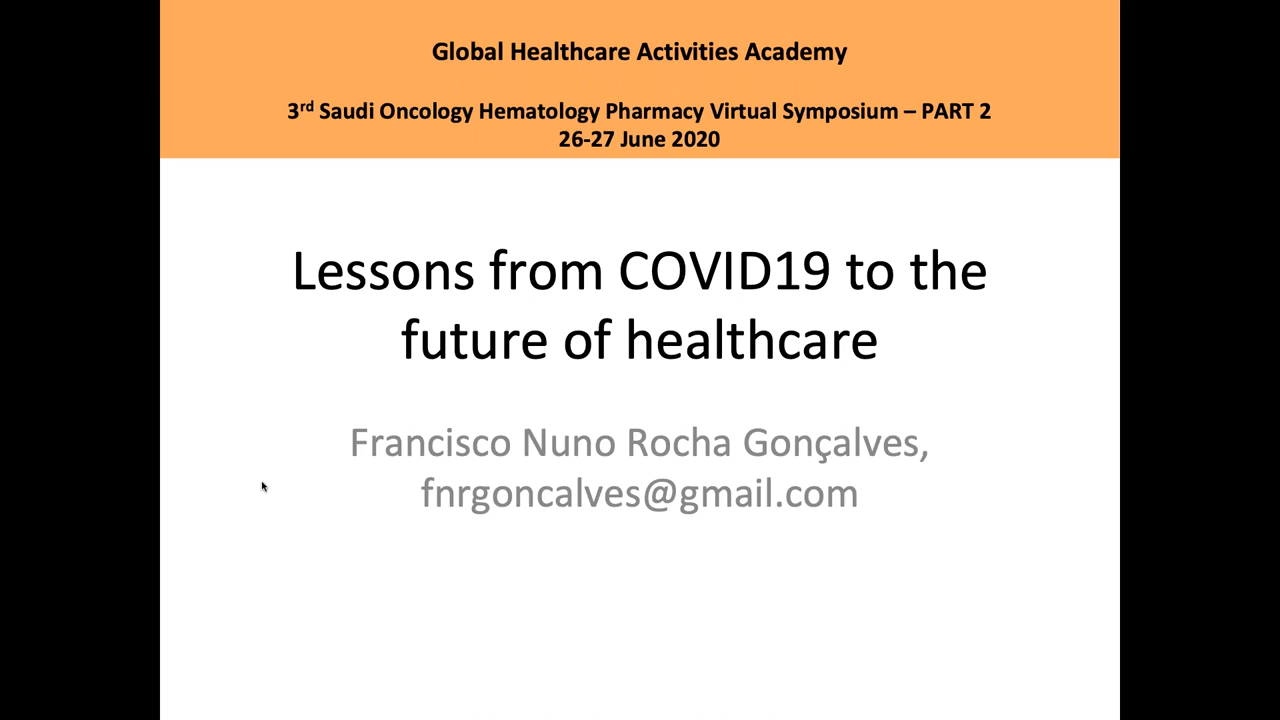 Global Healthcare Activities Academy
3rd Saudi Oncology Hematology Pharmacy Virtual Symposium – PART 2
26-27 June 2020
Lessons from COVID19 to the
future of healthcare
Francisco Nuno Rocha Gonçalves,
fnrgoncalves@gmail.com